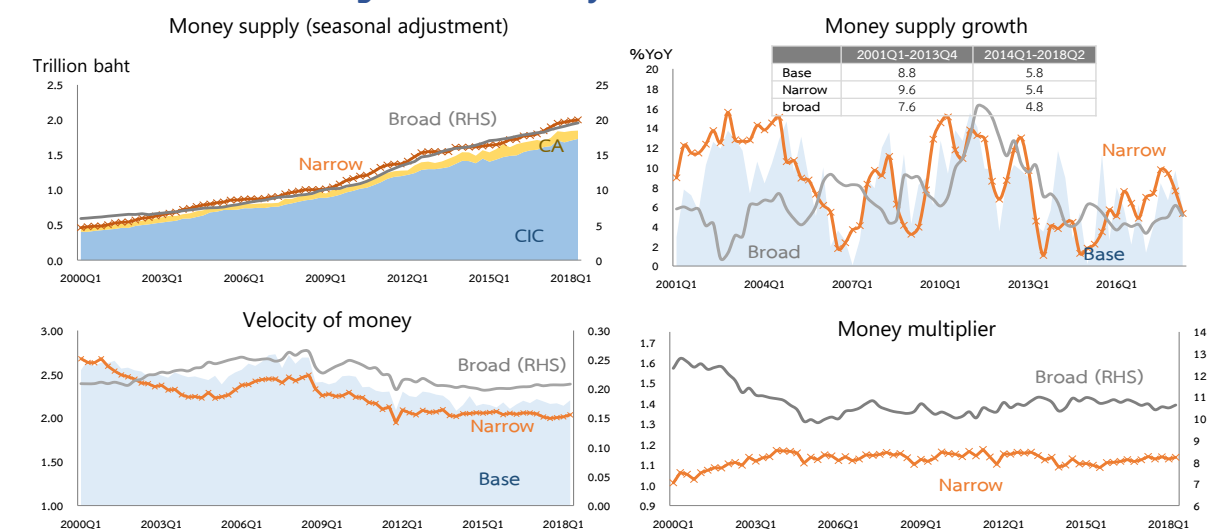 Money supply (seasonal adjustment)
Trillion baht
2.5
2.0
1.5
1.0
0.5
0.0
25
20
15
10
5
0
Broad (RHS)
Narrow
CA
CIC
2000Q1 2003Q1 2006Q1 2009Q1 2012Q1 2015Q1 2018Q1
Money supply growth
%YoY
2001Q1-2013Q4 2014Q1-2018Q2
Base 8.8 5.8
Narrow 9.6 5.4
broad 7.6 4.8
20
18
16
14
12
10
8
6
4
2
0
Narrow
Broad
Base
2001Q1 2004Q1 2007Q1 2010Q1 2013Q1 2016Q1
Velocity of money
3.00
2.50
2.00
1.50
1.00
0.30
0.25
0.20
0.15
0.10
0.05
0.00
Broad (RHS)
Narrow
Base
2000Q1 2003Q1 2006Q1 2009Q1 2012Q1 2015Q1 2018Q1
Money multiplier
1.7
1.6
1.5
1.4
1.3
1.2
1.1
1.0
0.9
14
13
12
11
10
9
8
7
6
Broad (RHS)
Narrow
2000Q1 2003Q1 2006Q1 2009Q1 2012Q1 2015Q1 2018Q1